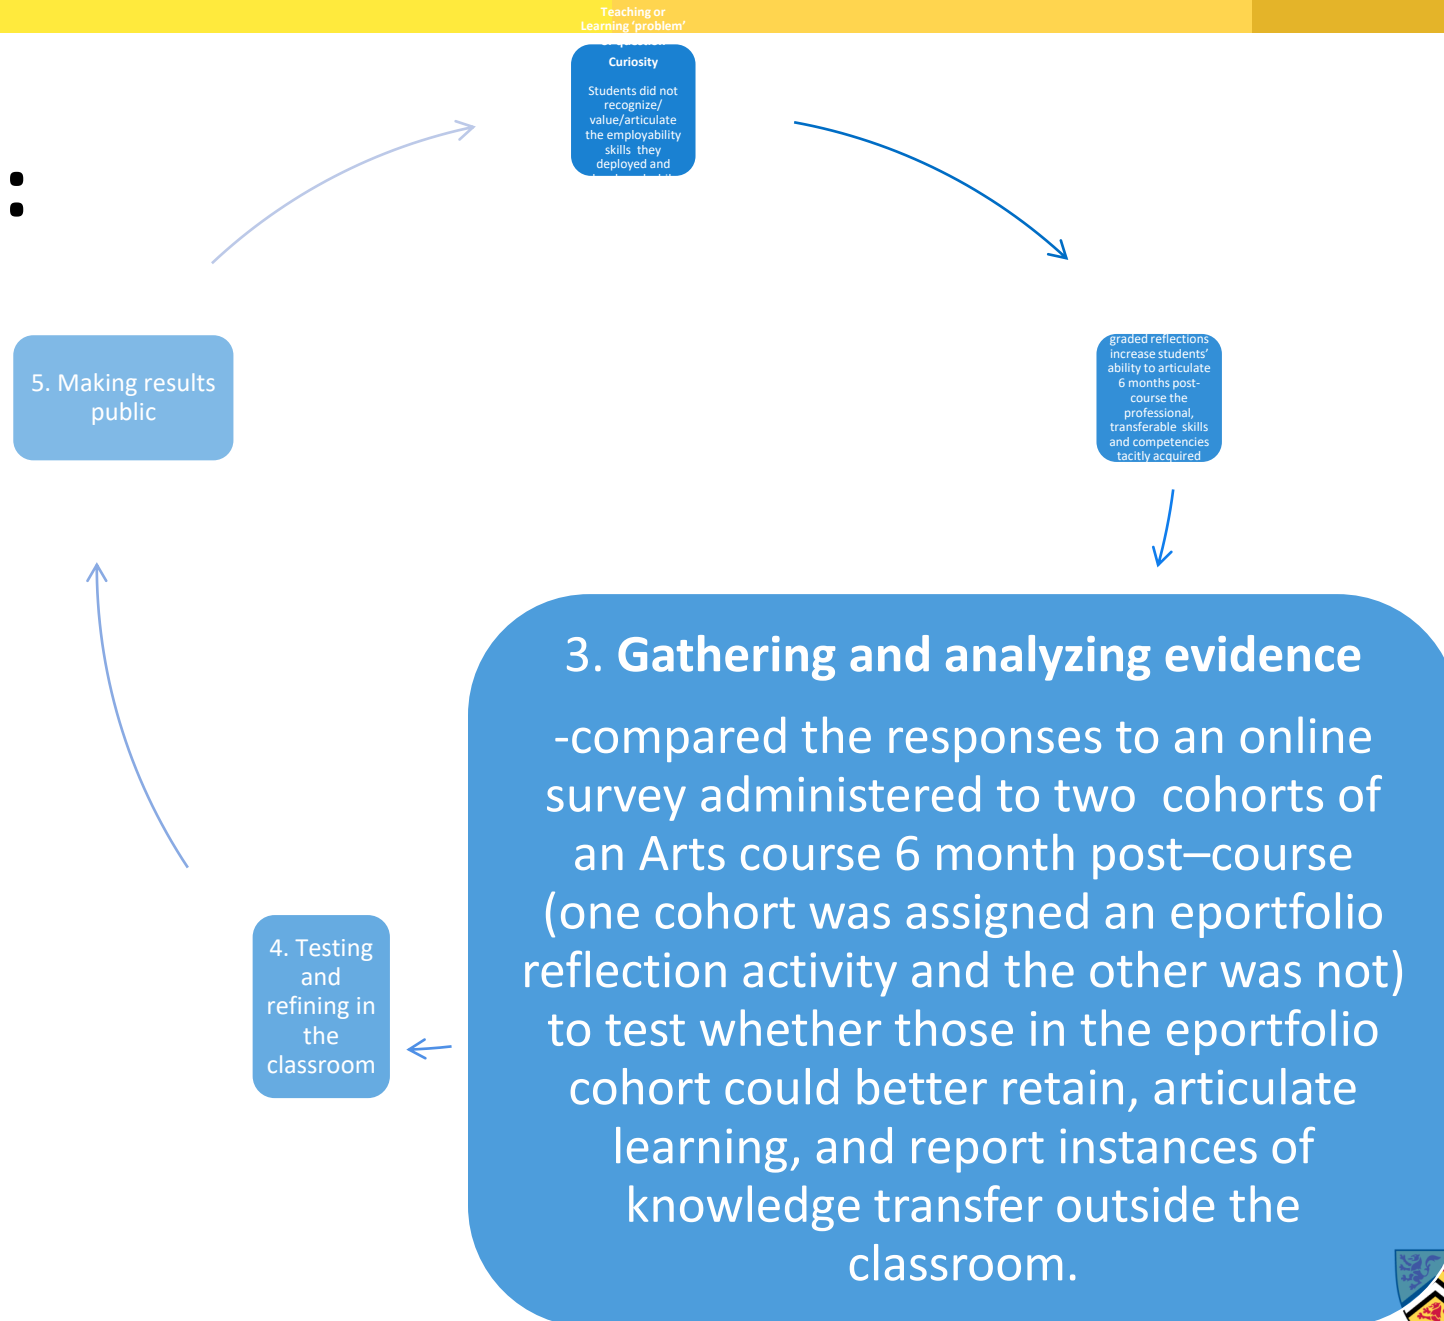 Teaching or
Learning ‘problem’
Curiosity
Students did not
recognize/
value/articulate
the employability
skills they
deployed and
:
graded reflections
increase students’
ability to articulate
6 months post-
course the
professional,
transferable skills
and competencies
tacitly acquired
3. Gathering and analyzing evidence
-compared the responses to an online
survey administered to two cohorts of
an Arts course 6 month post–course
(one cohort was assigned an eportfolio
reflection activity and the other was not)
to test whether those in the eportfolio
cohort could better retain, articulate
learning, and report instances of
knowledge transfer outside the
classroom.
4. Testing
and
refining in
the
classroom
5. Making results
public